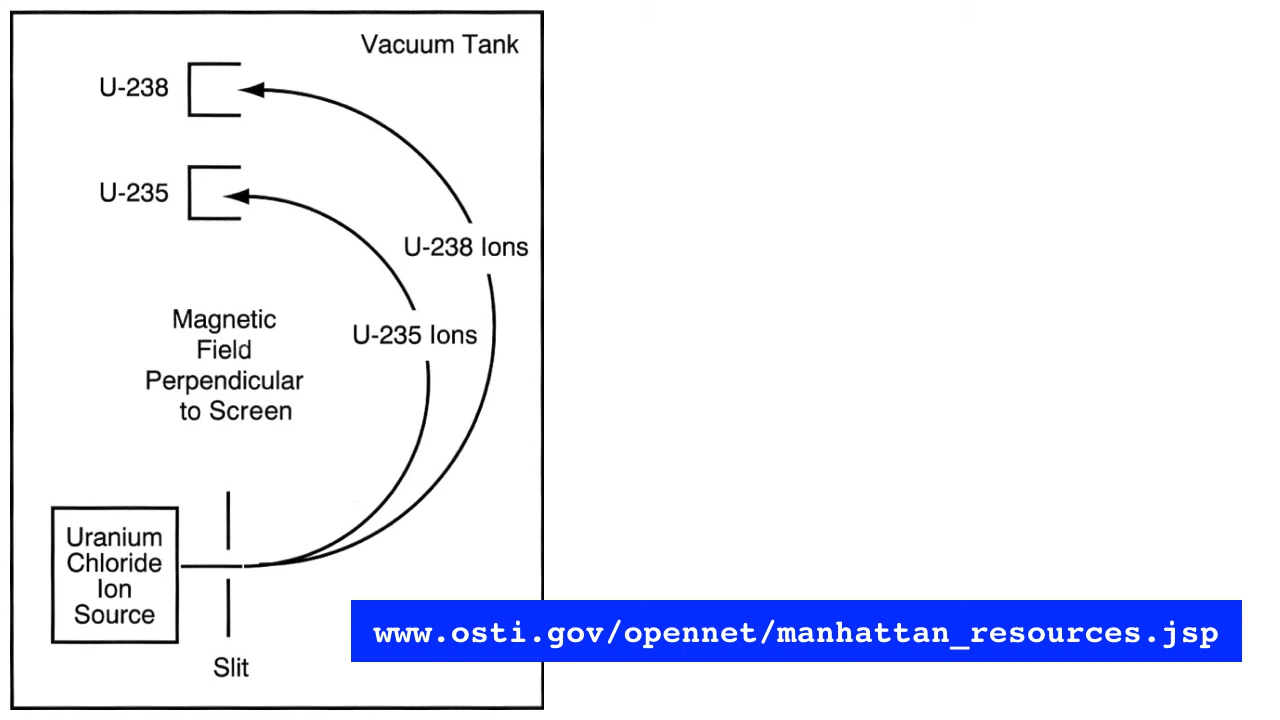 Vacuum Tank
U-238
U-235
U-238 Ions
U-235 Ions
Magnetic
Field
Perpendicular
to Screen
Uranium
Chloride
Ion
Source
Slit
www.osti.gov/opennet/manhattan_resources.jsp